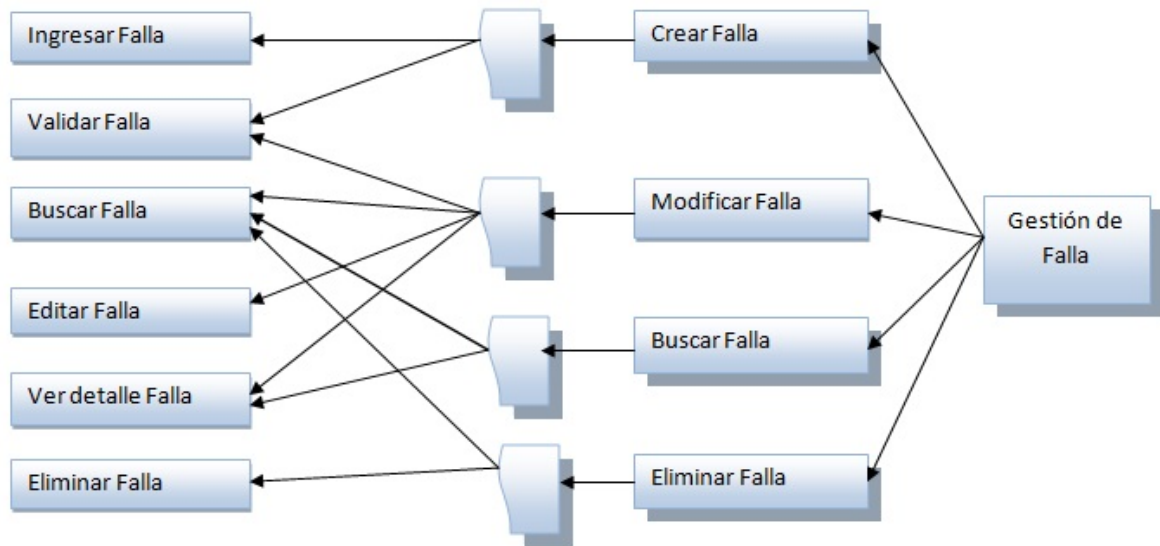 Ingresar Falla
Validar Falla
Buscar Falla
Editar Falla
Ver detalle Falla
Eliminar Falla
Crear Falla
Modificar Falla
Buscar Falla
Eliminar Falla
Gestión de
Falla